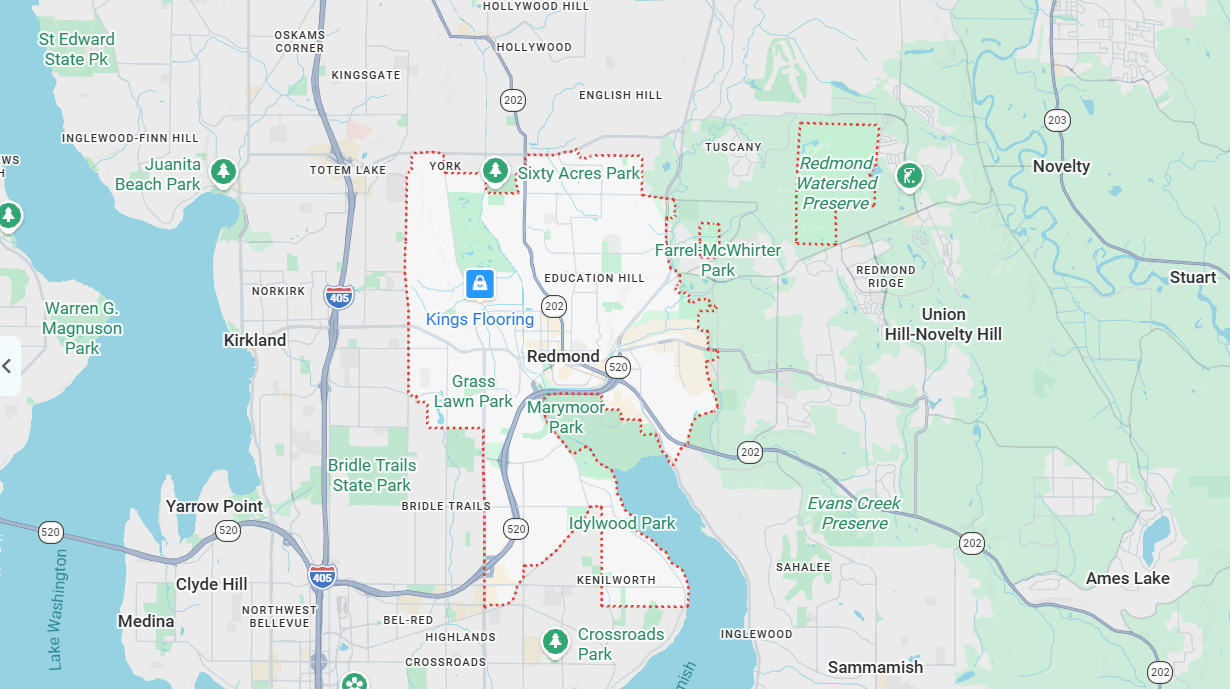 HOLLYWOOD HILL
St Edward
State Pk
OSKAMS
CORNER
HOLLYWOOD
KINGSGATE
202
ENGLISH HILL
203
INGLEWOOD-FINN HILL
TUSCANY
Juanita
Beach Park
TOTEM LAKE
YORK
Sixty Acres Park
Redmond
Watershed
Preserve
Novelty
Farrel-McWhirter
Park
EDUCATION HILL
REDMOND
RIDGE
Stuart
NORKIRK
405
202
Warren G.
Magnuson
Park
Kings Flooring
Union
Hill-Novelty Hill
Kirkland
Redmond
520
Grass
Lawn Park
Marymoor
Park
202
Bridle Trails
State Park
BRIDLE TRAILS
Yarrow Point
Evans Creek
Preserve
520
520
520
Idylwood Park
202
SAHALEE
405
Clyde Hill
KENILWORTH
Ames Lake
Lake Washington
Medina
NORTHWEST
BELLEVUE
BEL-RED
HIGHLANDS
Crossroads
Park
INGLEWOOD
CROSSROADS
Sammamish
mish
202